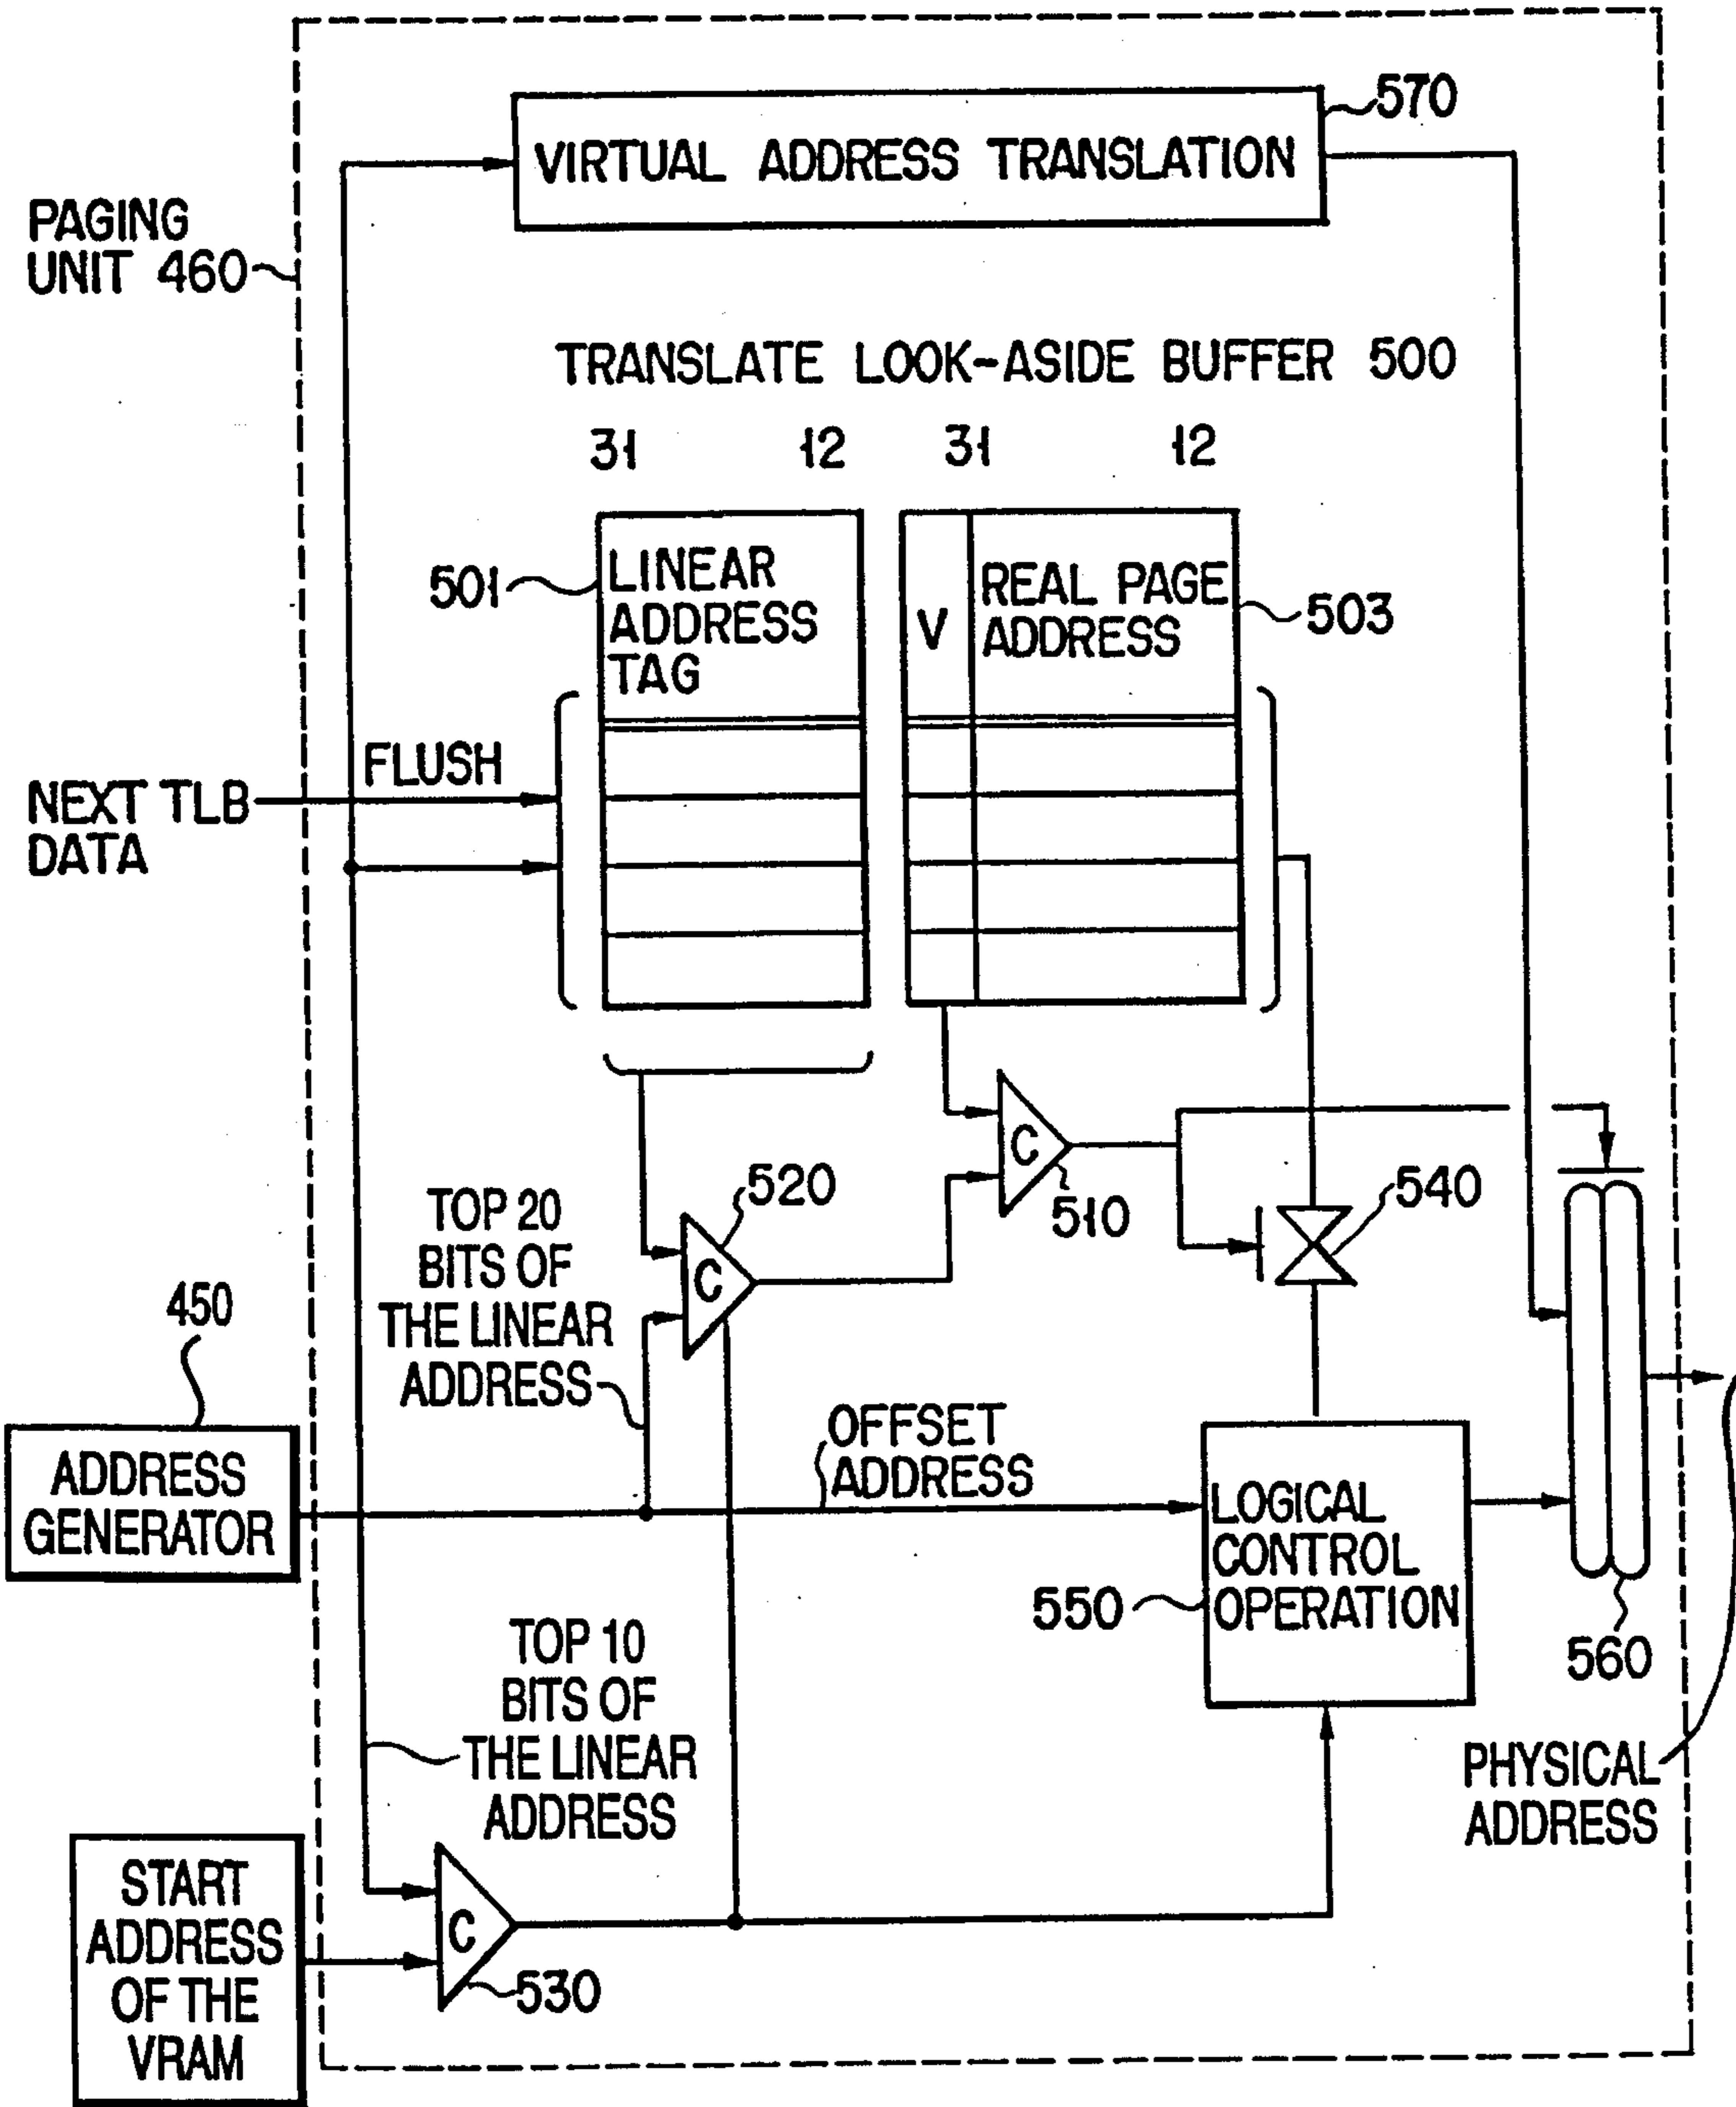 570
VIRTUAL ADDRESS TRANSLATION
PAGING
UNIT 460
TRANSLATE LOOK-ASIDE BUFFER 500
31 12 31 12
501
LINEAR
ADDRESS
TAG
V
REAL PAGE
ADDRESS
503
FLUSH
NEXT TLB
DATA
520
C
C
510
540
TOP 20
BITS OF
THE LINEAR
ADDRESS
450
ADDRESS
GENERATOR
OFFSET
ADDRESS
LOGICAL
CONTROL
OPERATION
550
560
TOP 10
BITS OF
THE LINEAR
ADDRESS
PHYSICAL
ADDRESS
START
ADDRESS
OF THE
VRAM
C
530